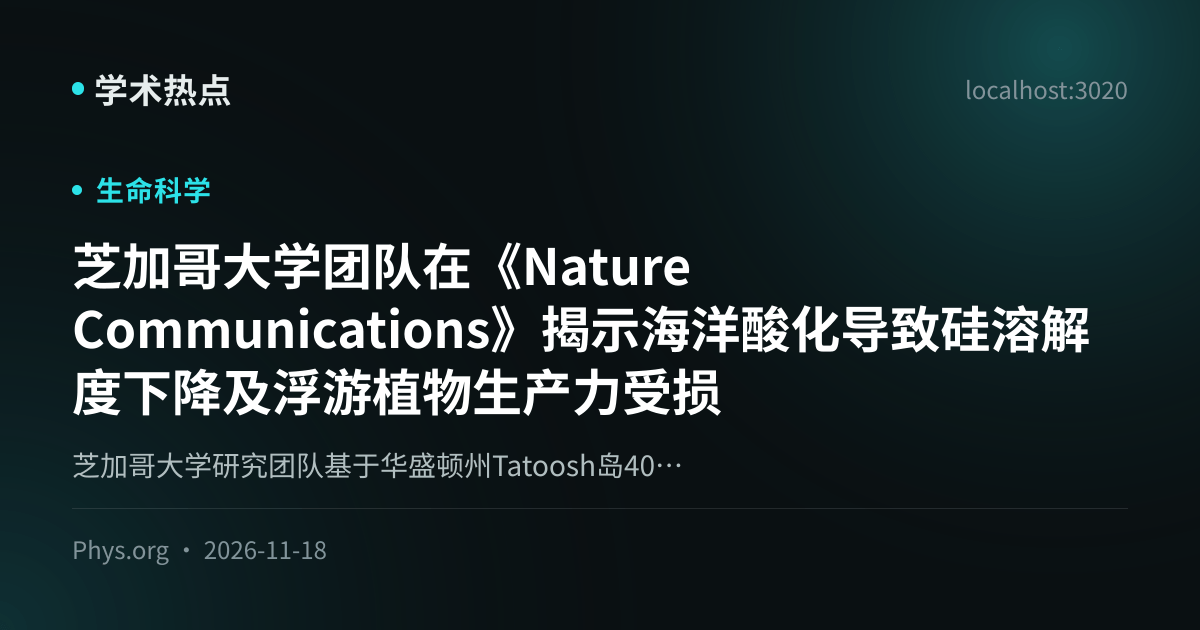 学术热点
localhost:3020
生命科学
芝加哥大学团队在《Nature
Communications》揭示海洋酸化导致硅溶解
度下降及浮游植物生产力受损
芝加哥大学研究团队基于华盛顿州Tatoosh岛40…
Phys.org • 2026-11-18